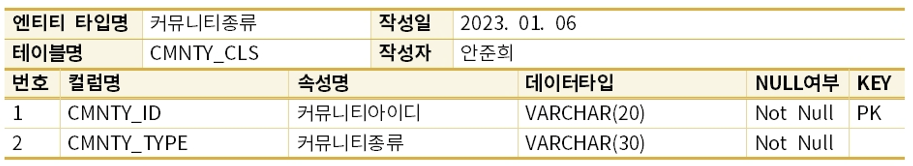 엔티티 타입명 커뮤니티종류 작성일 2023. 01. 06
테이블명 CMNTY_CLS 작성자 안준희
번호 컬럼명 속성명 데이터타입 NULL여부 KEY
1 CMNTY_ID 커뮤니티아이디 VARCHAR(20) Not Null PK
2 CMNTY_TYPE 커뮤니티종류 VARCHAR(30) Not Null